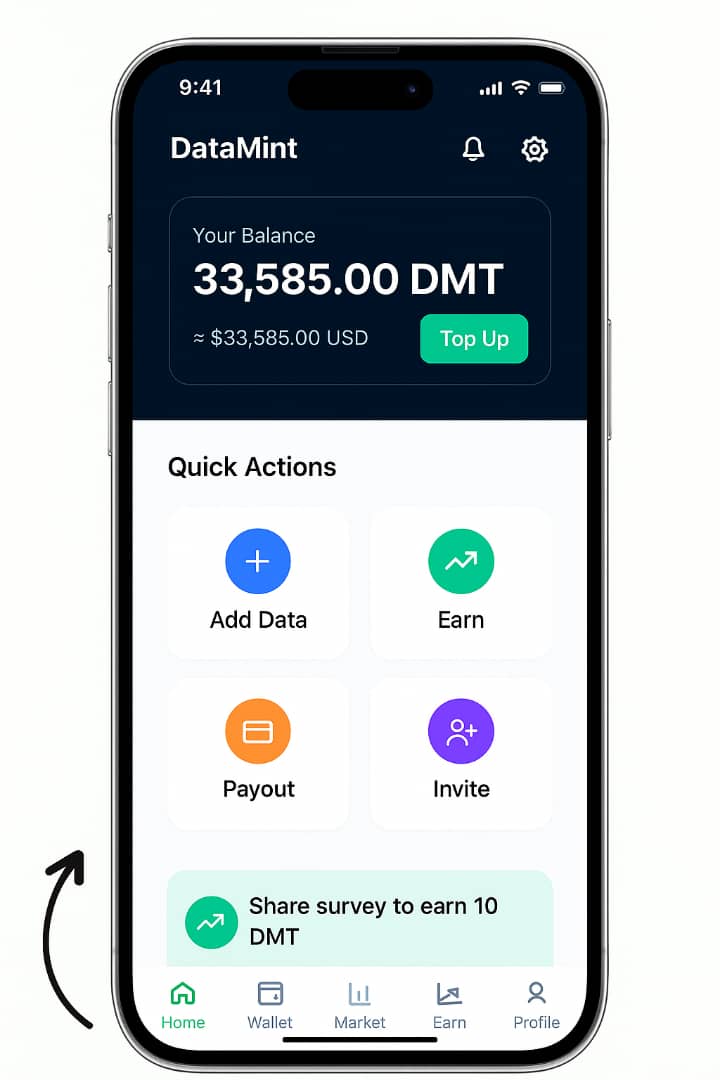 9:41
DataMint
Your Balance
33,585.00 DMT
≈ $33,585.00 USD
Top Up
Quick Actions
Add Data
Earn
Payout
Invite
Share survey to earn 10
DMT
Home
Wallet
Market
Earn
Profile